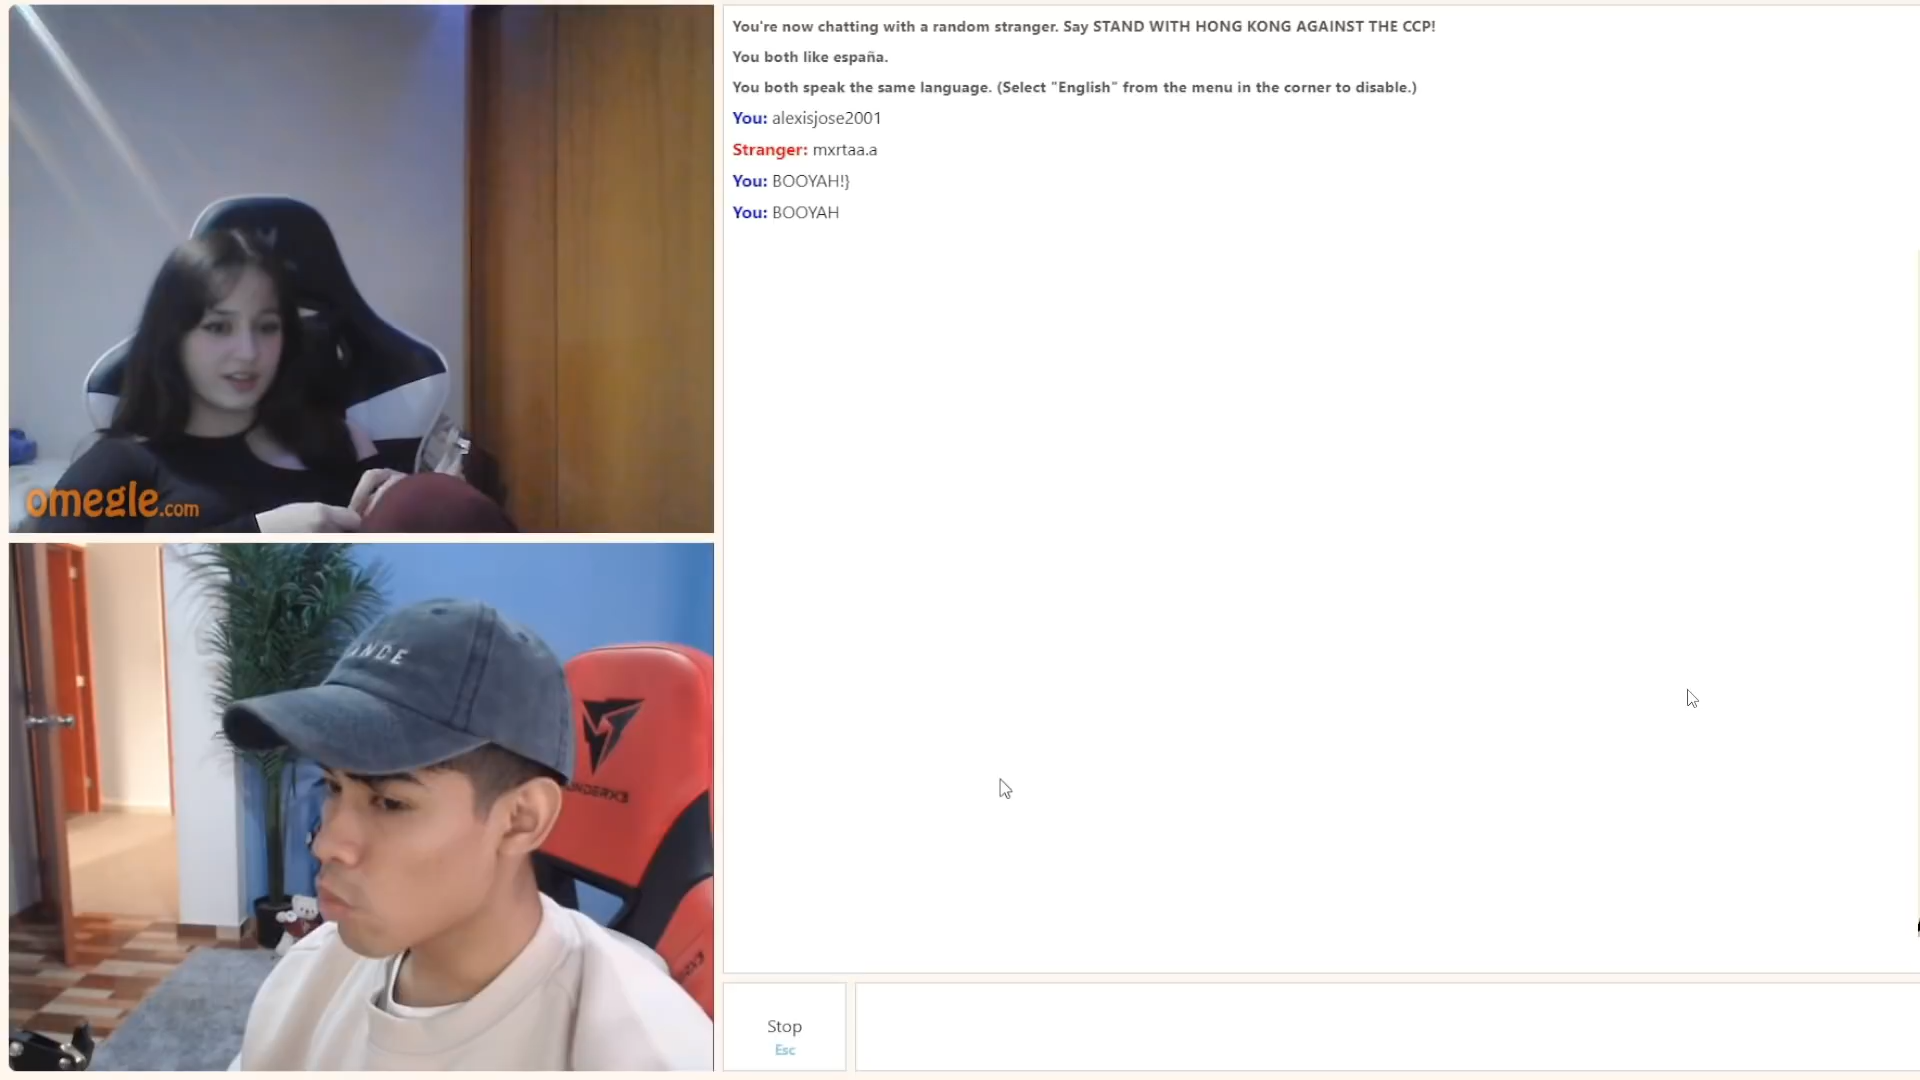 You're now chatting with a random stranger. Say STAND WITH HONG KONG AGAINST THE CCP!
You both like españa.
You both speak the same language. (Select "English" from the menu in the corner to disable.)
You: alexisjose2001
Stranger: mxrtaa.a
You: BOOYAH!}
You: BOOYAH
omegle.com
Stop
Esc